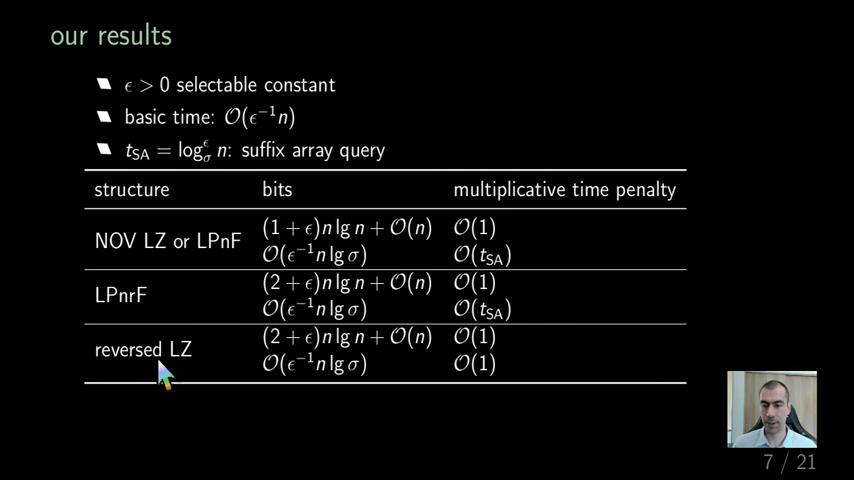 our results
ϵ > 0 selectable constant
basic time: 𝒪(ϵ⁻¹n)
t_SA = log_σ^ϵ n: suffix array query
structure bits multiplicative time penalty
NOV LZ or LPnF (1 + ϵ)n lg n + 𝒪(n) 𝒪(1)
𝒪(ϵ⁻¹n lg σ) 𝒪(t_SA)
LPnrF (2 + ϵ)n lg n + 𝒪(n) 𝒪(1)
𝒪(ϵ⁻¹n lg σ) 𝒪(t_SA)
reversed LZ (2 + ϵ)n lg n + 𝒪(n) 𝒪(1)
𝒪(ϵ⁻¹n lg σ) 𝒪(1)
7 / 21